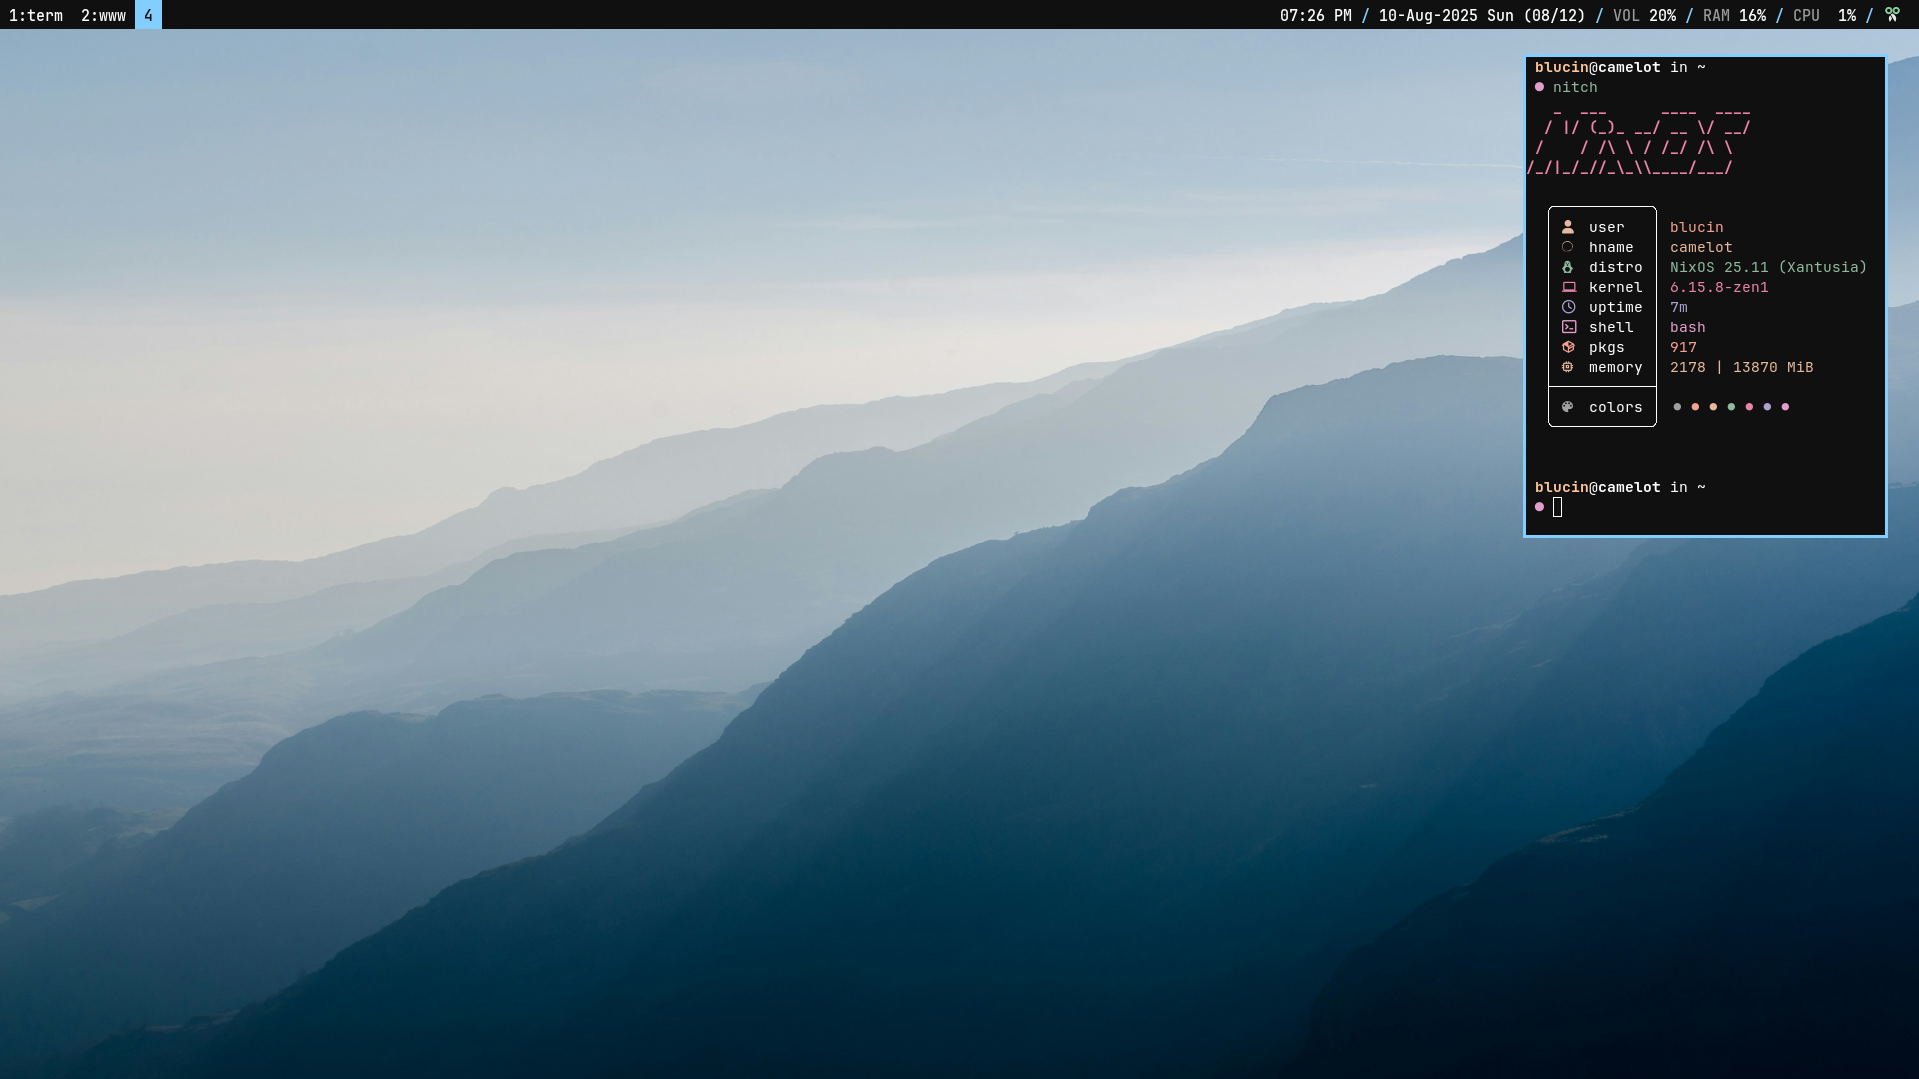 1:term 2:www 4
07:26 PM / 10-Aug-2025 Sun (08/12) / VOL 20% / RAM 16% / CPU 1% /
blucin@camelot in ~
● nitch
   _  ___      ____  ____
  / |/ (_)_ __/ __ \/ __/
 /    / /\ \ / /_/ /\ \
/_/|_/_//_\_\\____/___/
user blucin
hname camelot
distro NixOS 25.11 (Xantusia)
kernel 6.15.8-zen1
uptime 7m
shell bash
pkgs 917
memory 2178 | 13870 MiB
colors ● ● ● ● ● ● ●
blucin@camelot in ~
●